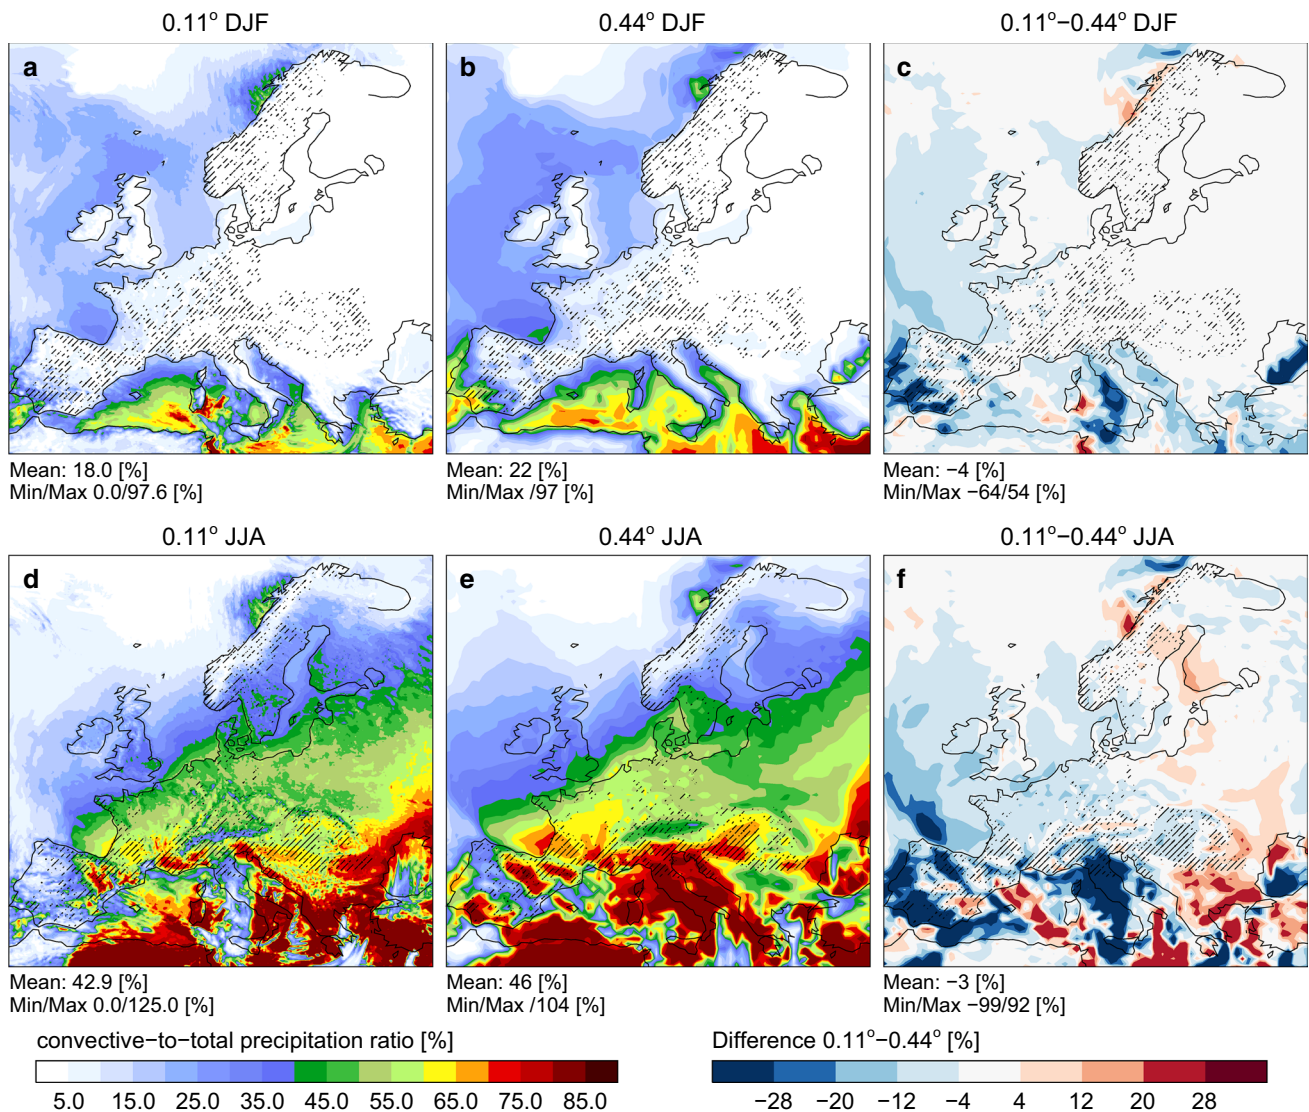 0.11° DJF
0.44° DJF
0.11°−0.44° DJF
a
b
c
Mean: 18.0 [%]
Min/Max 0.0/97.6 [%]
Mean: 22 [%]
Min/Max /97 [%]
Mean: −4 [%]
Min/Max −64/54 [%]
0.11° JJA
0.44° JJA
0.11°−0.44° JJA
d
e
f
Mean: 42.9 [%]
Min/Max 0.0/125.0 [%]
Mean: 46 [%]
Min/Max /104 [%]
Mean: −3 [%]
Min/Max −99/92 [%]
convective−to−total precipitation ratio [%]
5.0 15.0 25.0 35.0 45.0 55.0 65.0 75.0 85.0
Difference 0.11°−0.44° [%]
−28 −20 −12 −4 4 12 20 28